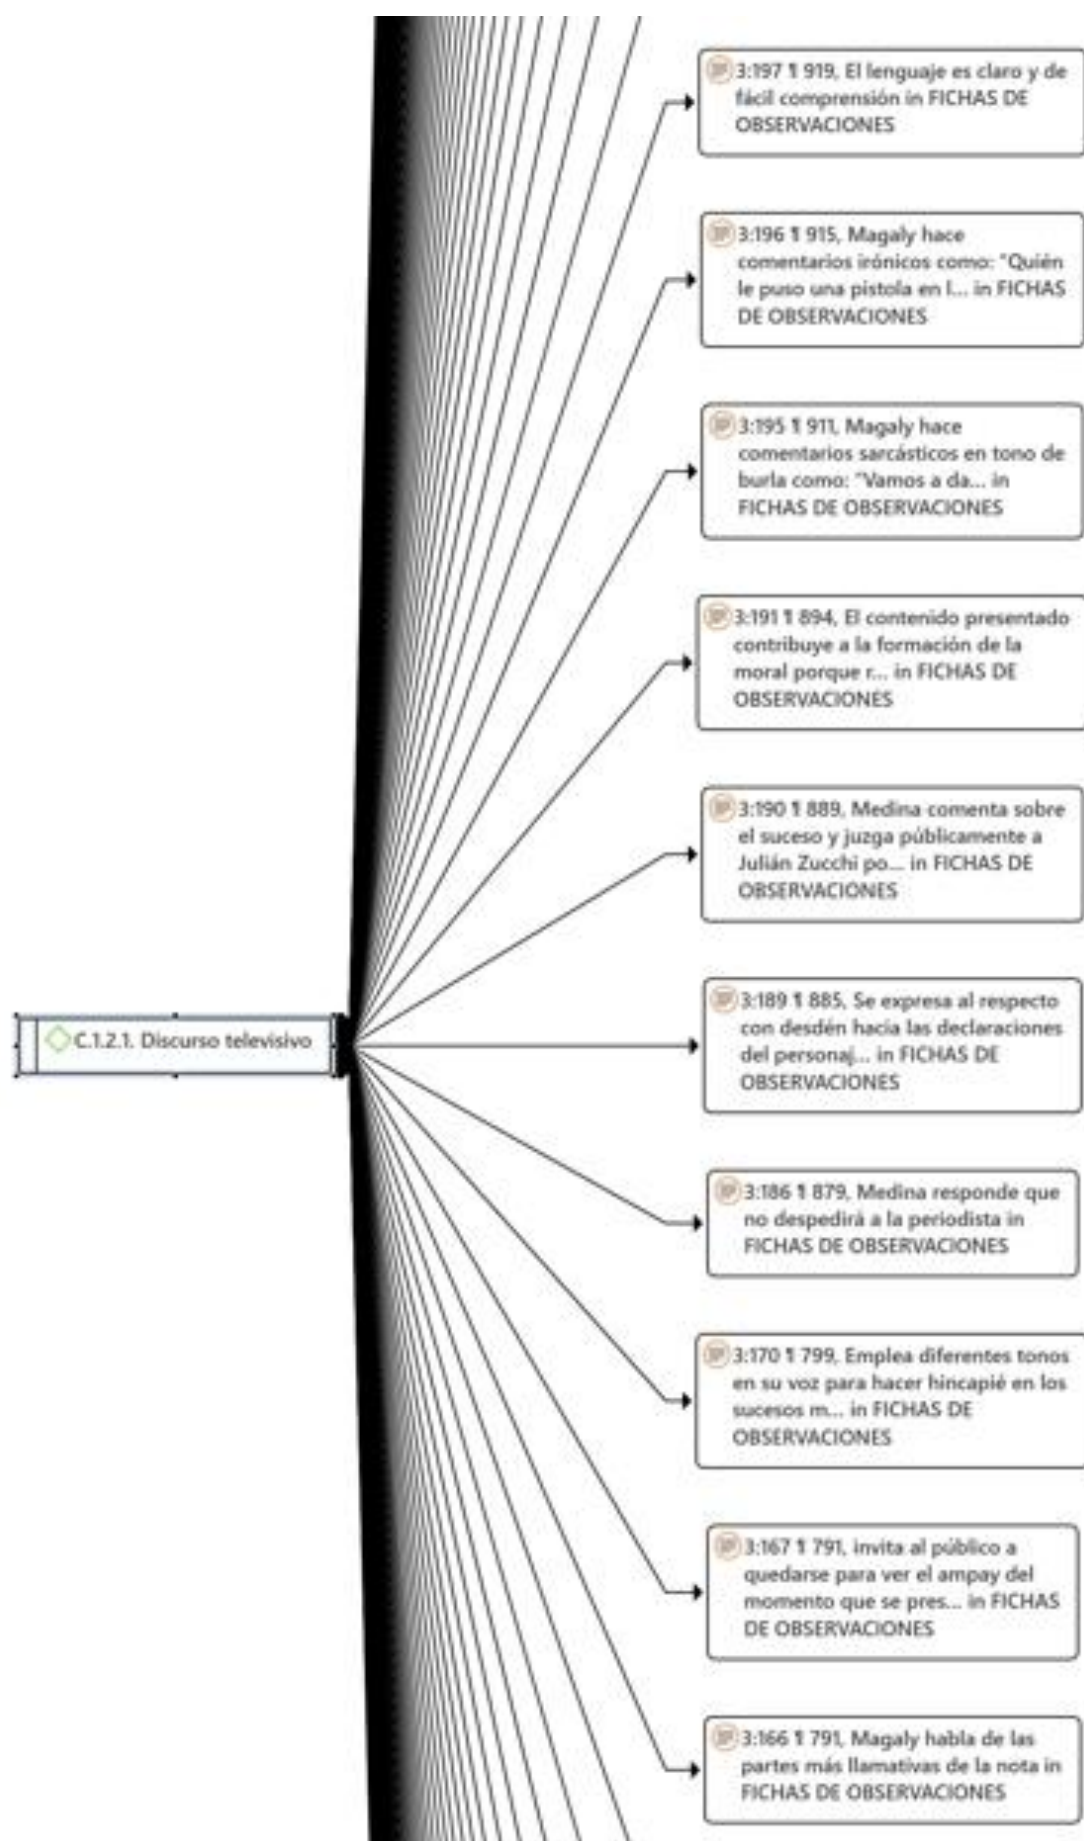 3:197 ¶ 919, El lenguaje es claro y de
fácil comprensión in FICHAS DE
OBSERVACIONES
3:196 ¶ 915, Magaly hace
comentarios irónicos como: "Quién
le puso una pistola en l... in FICHAS
DE OBSERVACIONES
3:195 ¶ 911, Magaly hace
comentarios sarcásticos en tono de
burla como: "Vamos a da... in
FICHAS DE OBSERVACIONES
3:191 ¶ 894, El contenido presentado
contribuye a la formación de la
moral porque r... in FICHAS DE
OBSERVACIONES
3:190 ¶ 889, Medina comenta sobre
el suceso y juzga públicamente a
Julián Zucchi po... in FICHAS DE
OBSERVACIONES
C.1.2.1. Discurso televisivo
3:189 ¶ 885, Se expresa al respecto
con desdén hacia las declaraciones
del personaj... in FICHAS DE
OBSERVACIONES
3:186 ¶ 879, Medina responde que
no despedirá a la periodista in
FICHAS DE OBSERVACIONES
3:170 ¶ 799, Emplea diferentes tonos
en su voz para hacer hincapié en los
sucesos m... in FICHAS DE
OBSERVACIONES
3:167 ¶ 791, invita al público a
quedarse para ver el ampay del
momento que se pres... in FICHAS
DE OBSERVACIONES
3:166 ¶ 791, Magaly habla de las
partes más llamativas de la nota in
FICHAS DE OBSERVACIONES